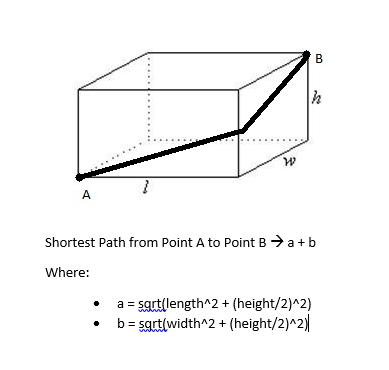 B
h
w
l
A
Shortest Path from Point A to Point B → a + b
Where:
• a = sqrt(length^2 + (height/2)^2)
• b = sqrt(width^2 + (height/2)^2)